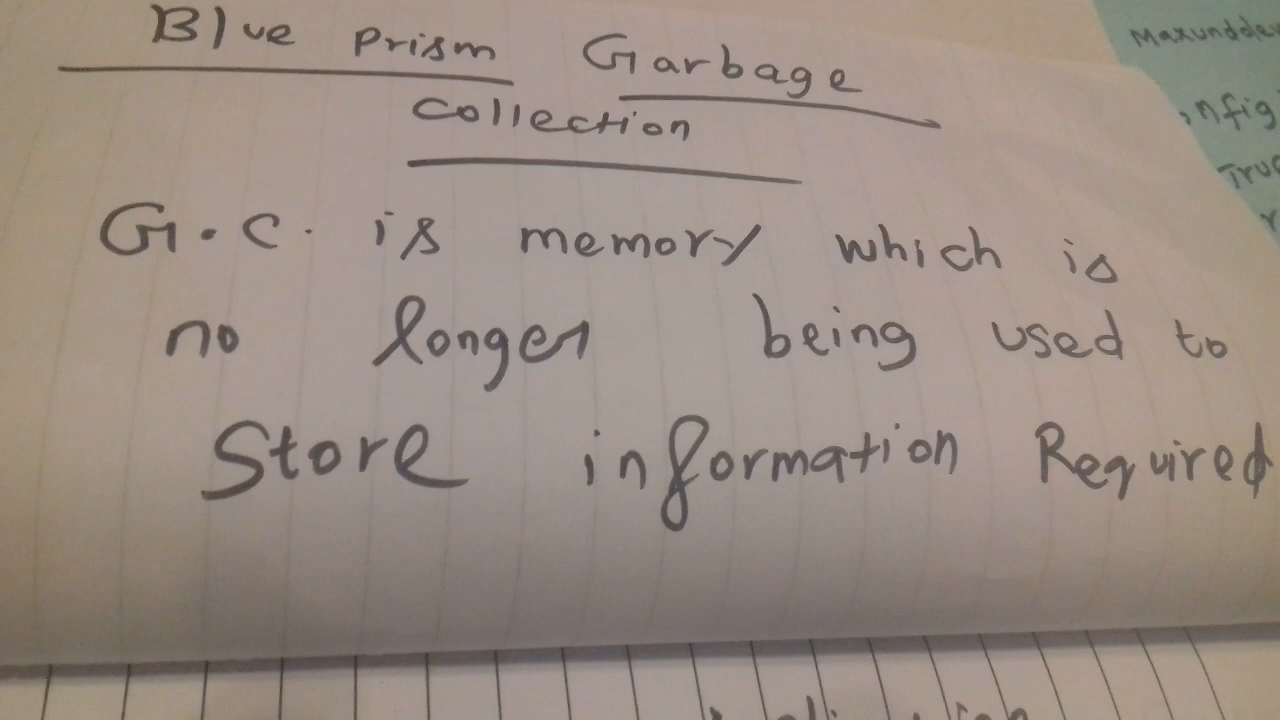 Blue Prism Garbage
Collection
G.C. is memory which is
no longer being used to
Store information Required